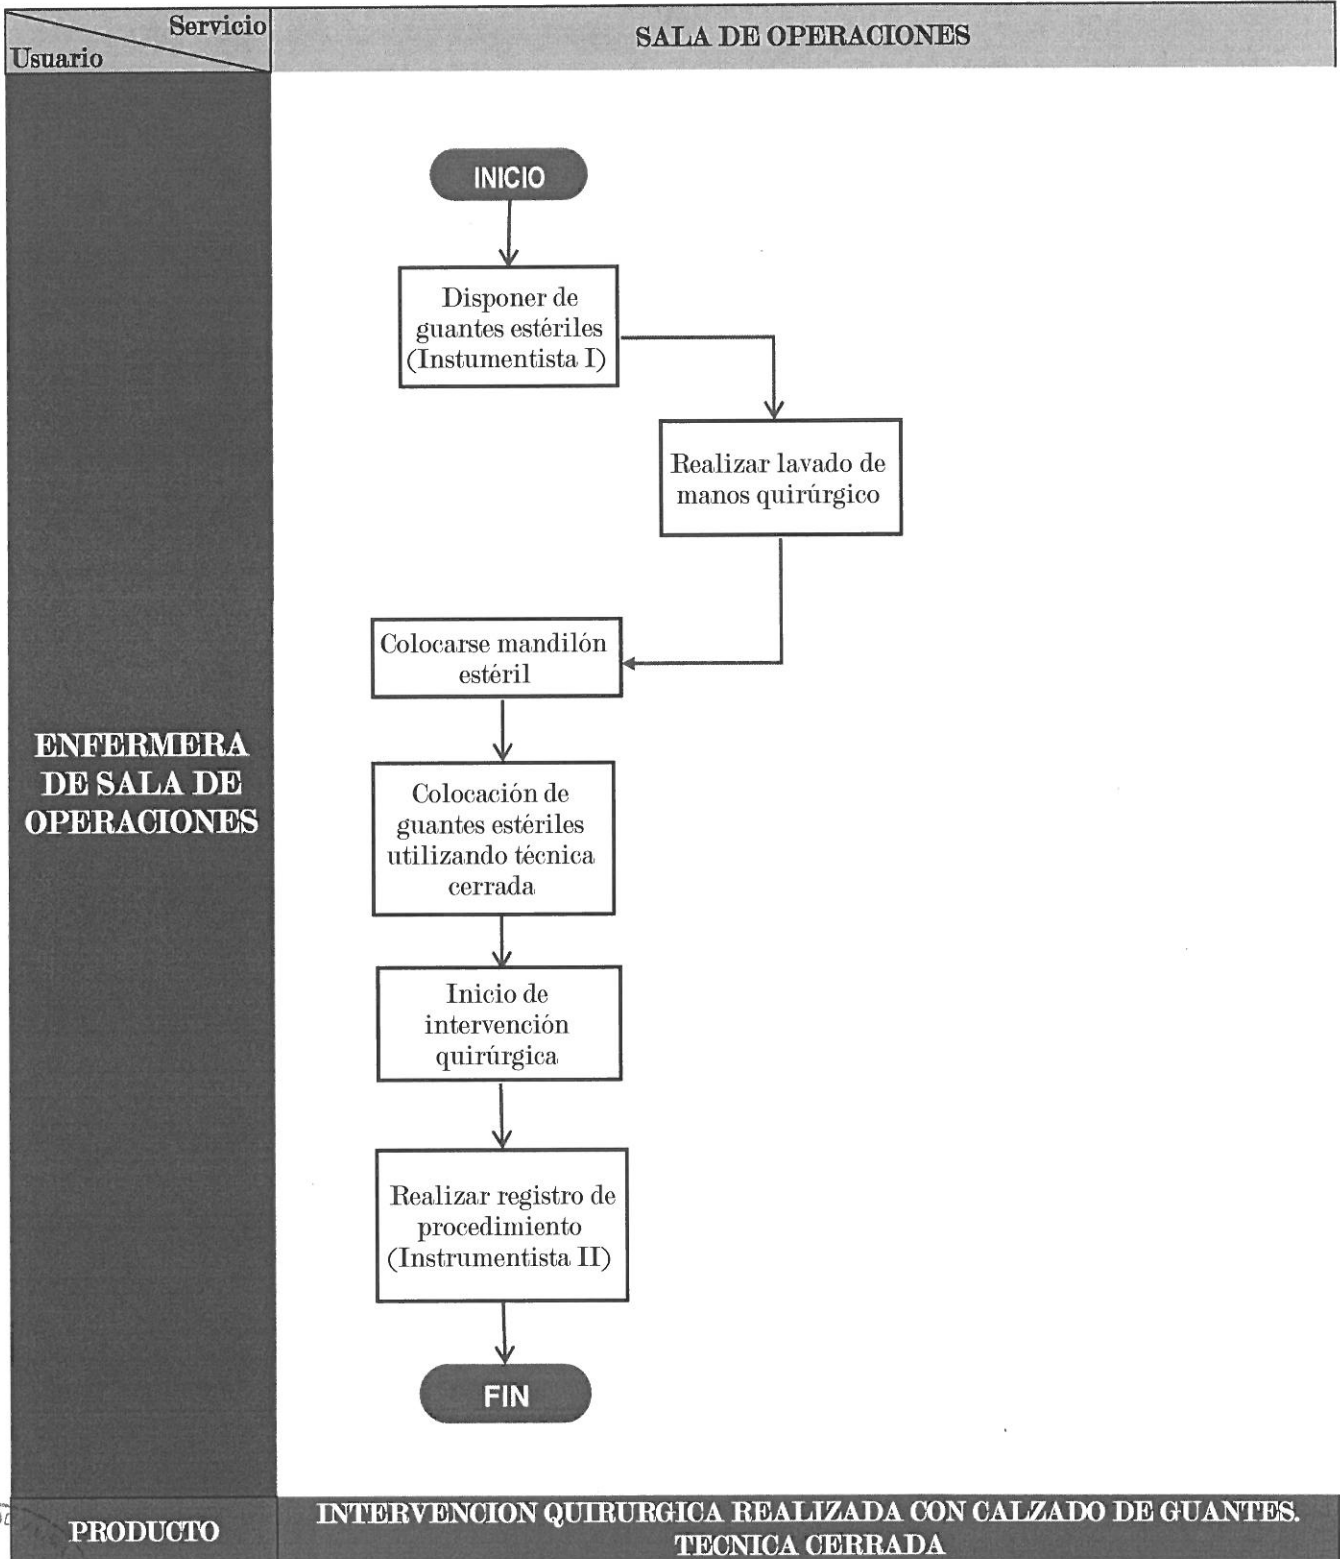 Servicio
Usuario
SALA DE OPERACIONES
INICIO
Disponer de
guantes estériles
(Instumentista I)
Realizar lavado de
manos quirúrgico
Colocarse mandilón
estéril
ENFERMERA
DE SALA DE
OPERACIONES
Colocación de
guantes estériles
utilizando técnica
cerrada
Inicio de
intervención
quirúrgica
Realizar registro de
procedimiento
(Instrumentista II)
FIN
PRODUCTO
INTERVENCION QUIRURGICA REALIZADA CON CALZADO DE GUANTES.
TECNICA CERRADA